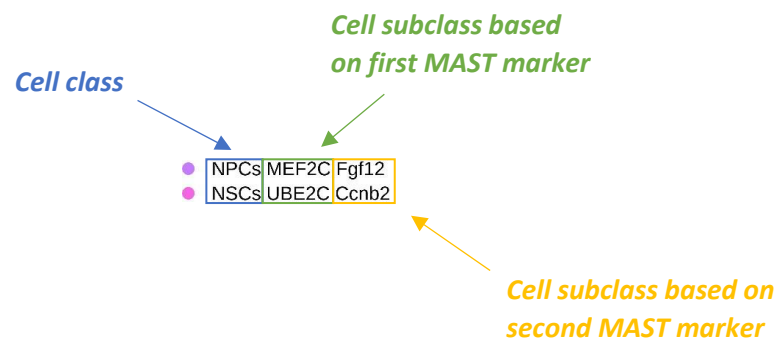 Cell subclass based
on first MAST marker
Cell class
NPCs MEF2C Fgf12
NSCs UBE2C Ccnb2
Cell subclass based on
second MAST marker